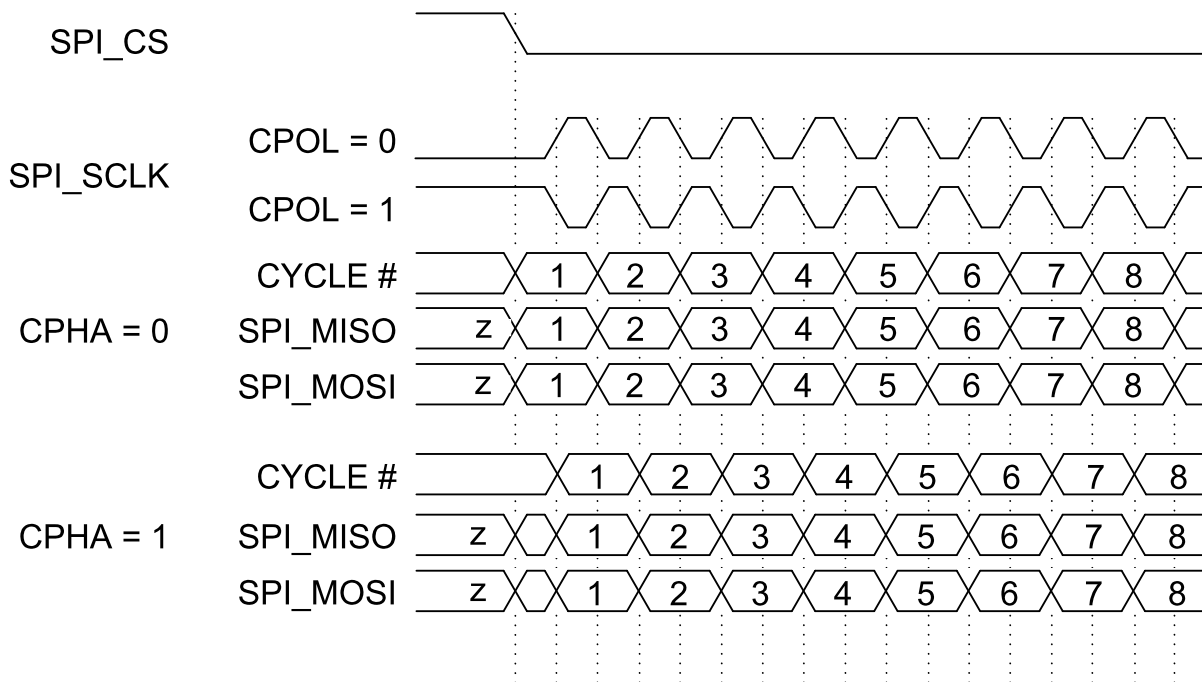 SPI_CS
CPOL = 0
SPI_SCLK
CPOL = 1
CYCLE # 1 2 3 4 5 6 7 8
CPHA = 0 SPI_MISO z 1 2 3 4 5 6 7 8
SPI_MOSI z 1 2 3 4 5 6 7 8
CYCLE # 1 2 3 4 5 6 7 8
CPHA = 1 SPI_MISO z 1 2 3 4 5 6 7 8
SPI_MOSI z 1 2 3 4 5 6 7 8